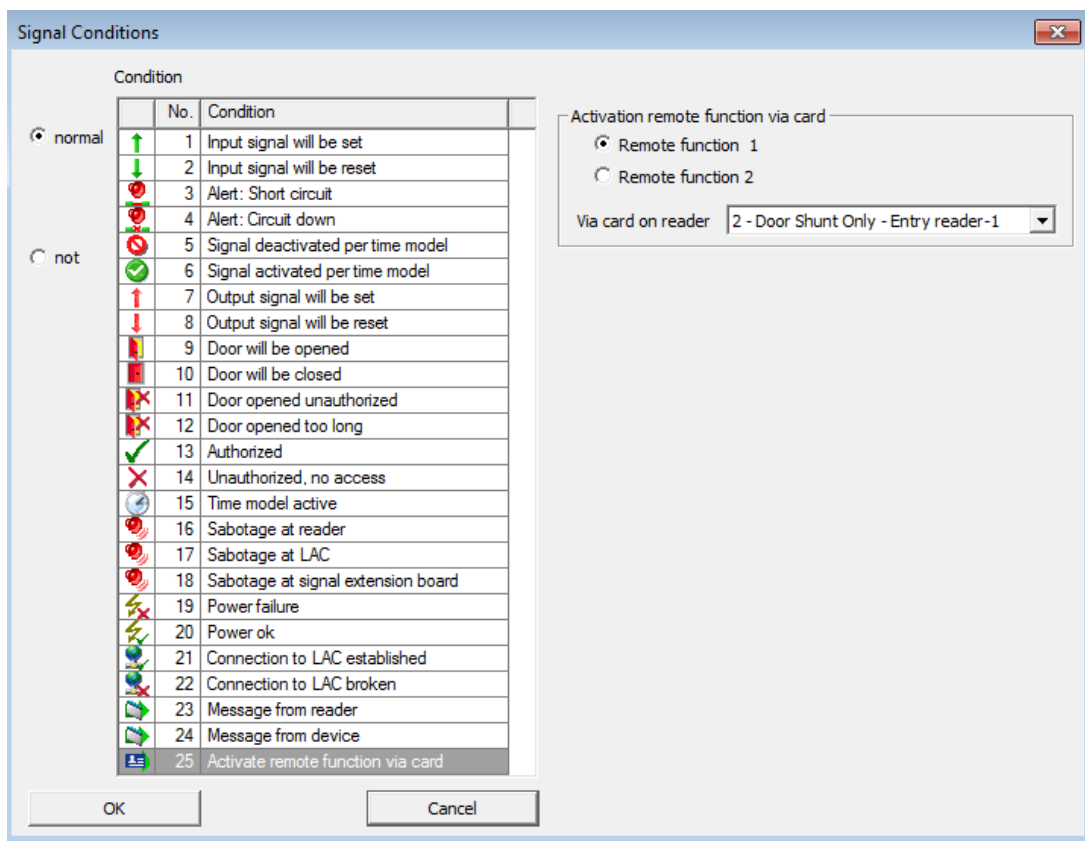 Signal Conditions
Condition
No. Condition
normal
not
1 Input signal will be set
2 Input signal will be reset
3 Alert: Short circuit
4 Alert: Circuit down
5 Signal deactivated per time model
6 Signal activated per time model
7 Output signal will be set
8 Output signal will be reset
9 Door will be opened
10 Door will be closed
11 Door opened unauthorized
12 Door opened too long
13 Authorized
14 Unauthorized, no access
15 Time model active
16 Sabotage at reader
17 Sabotage at LAC
18 Sabotage at signal extension board
19 Power failure
20 Power ok
21 Connection to LAC established
22 Connection to LAC broken
23 Message from reader
24 Message from device
25 Activate remote function via card
Activation remote function via card
Remote function 1
Remote function 2
Via card on reader 2 - Door Shunt Only - Entry reader-1
OK Cancel